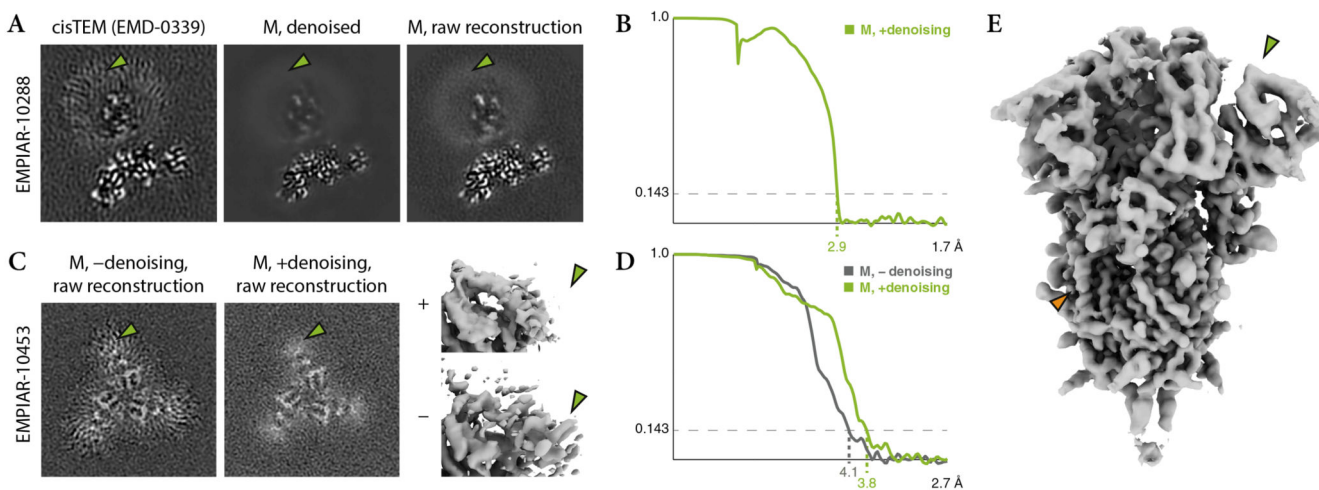 A
cisTEM (EMD-0339)
M, denoised
M, raw reconstruction
EMPIAR-10288
B
1.0
M, +denoising
0.143
2.9
1.7 Å
C
M, −denoising,
raw reconstruction
M, +denoising,
raw reconstruction
EMPIAR-10453
+
−
D
1.0
M, − denoising
M, +denoising
0.143
4.1
3.8
2.7 Å
E